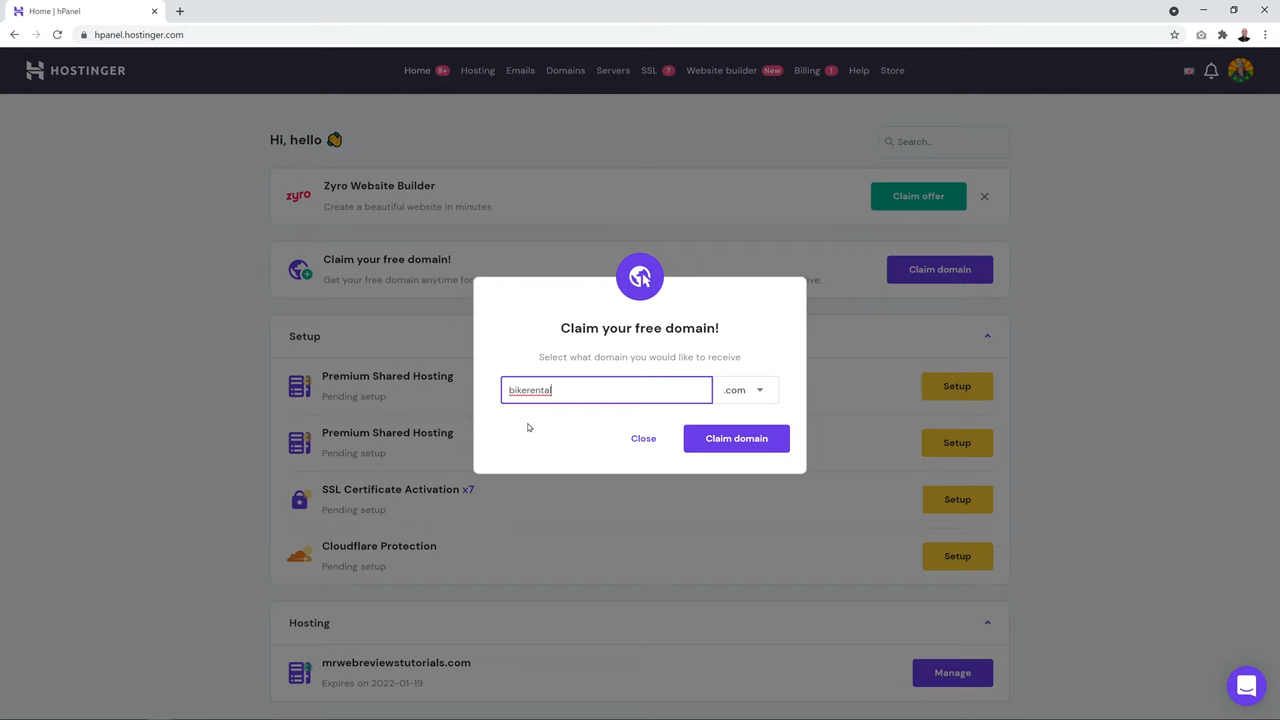 Home | hPanel
hpanel.hostinger.com
HOSTINGER
Home 9+ Hosting Emails Domains Servers SSL 7 Website builder New Billing 1 Help Store
Hi, hello
Search...
zyro
Zyro Website Builder
Create a beautiful website in minutes
Claim offer
Claim your free domain!
Get your free domain anytime for
Claim domain
Claim your free domain!
Select what domain you would like to receive
bikerental
.com
Close
Claim domain
Setup
Premium Shared Hosting
Pending setup
Setup
Premium Shared Hosting
Pending setup
Setup
SSL Certificate Activation x7
Pending setup
Setup
Cloudflare Protection
Pending setup
Setup
Hosting
mrwebreviewstutorials.com
Expires on 2022-01-19
Manage